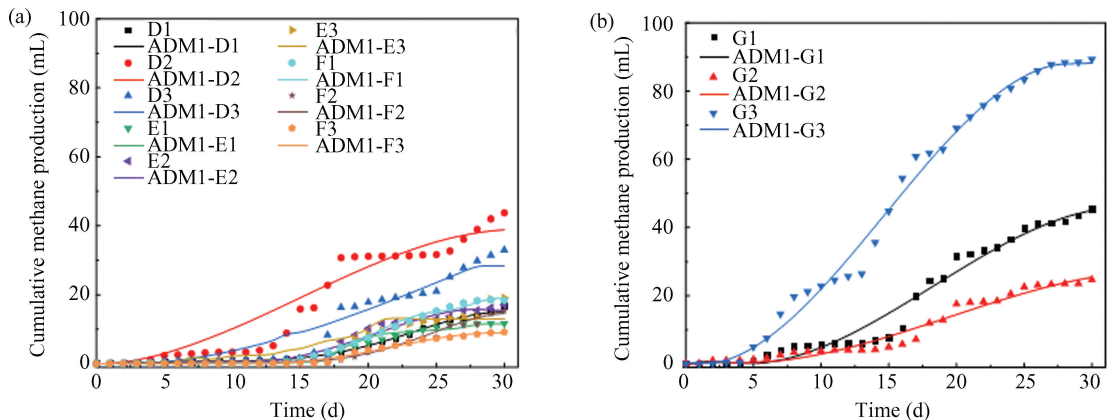 (a)
100
80
60
40
20
0
Cumulative methane production (mL)
D1
ADM1-D1
D2
ADM1-D2
D3
ADM1-D3
E1
ADM1-E1
E2
ADM1-E2
E3
ADM1-E3
F1
ADM1-F1
F2
ADM1-F2
F3
ADM1-F3
0 5 10 15 20 25 30
Time (d)
(b)
100
80
60
40
20
0
Cumulative methane production (mL)
G1
ADM1-G1
G2
ADM1-G2
G3
ADM1-G3
0 5 10 15 20 25 30
Time (d)